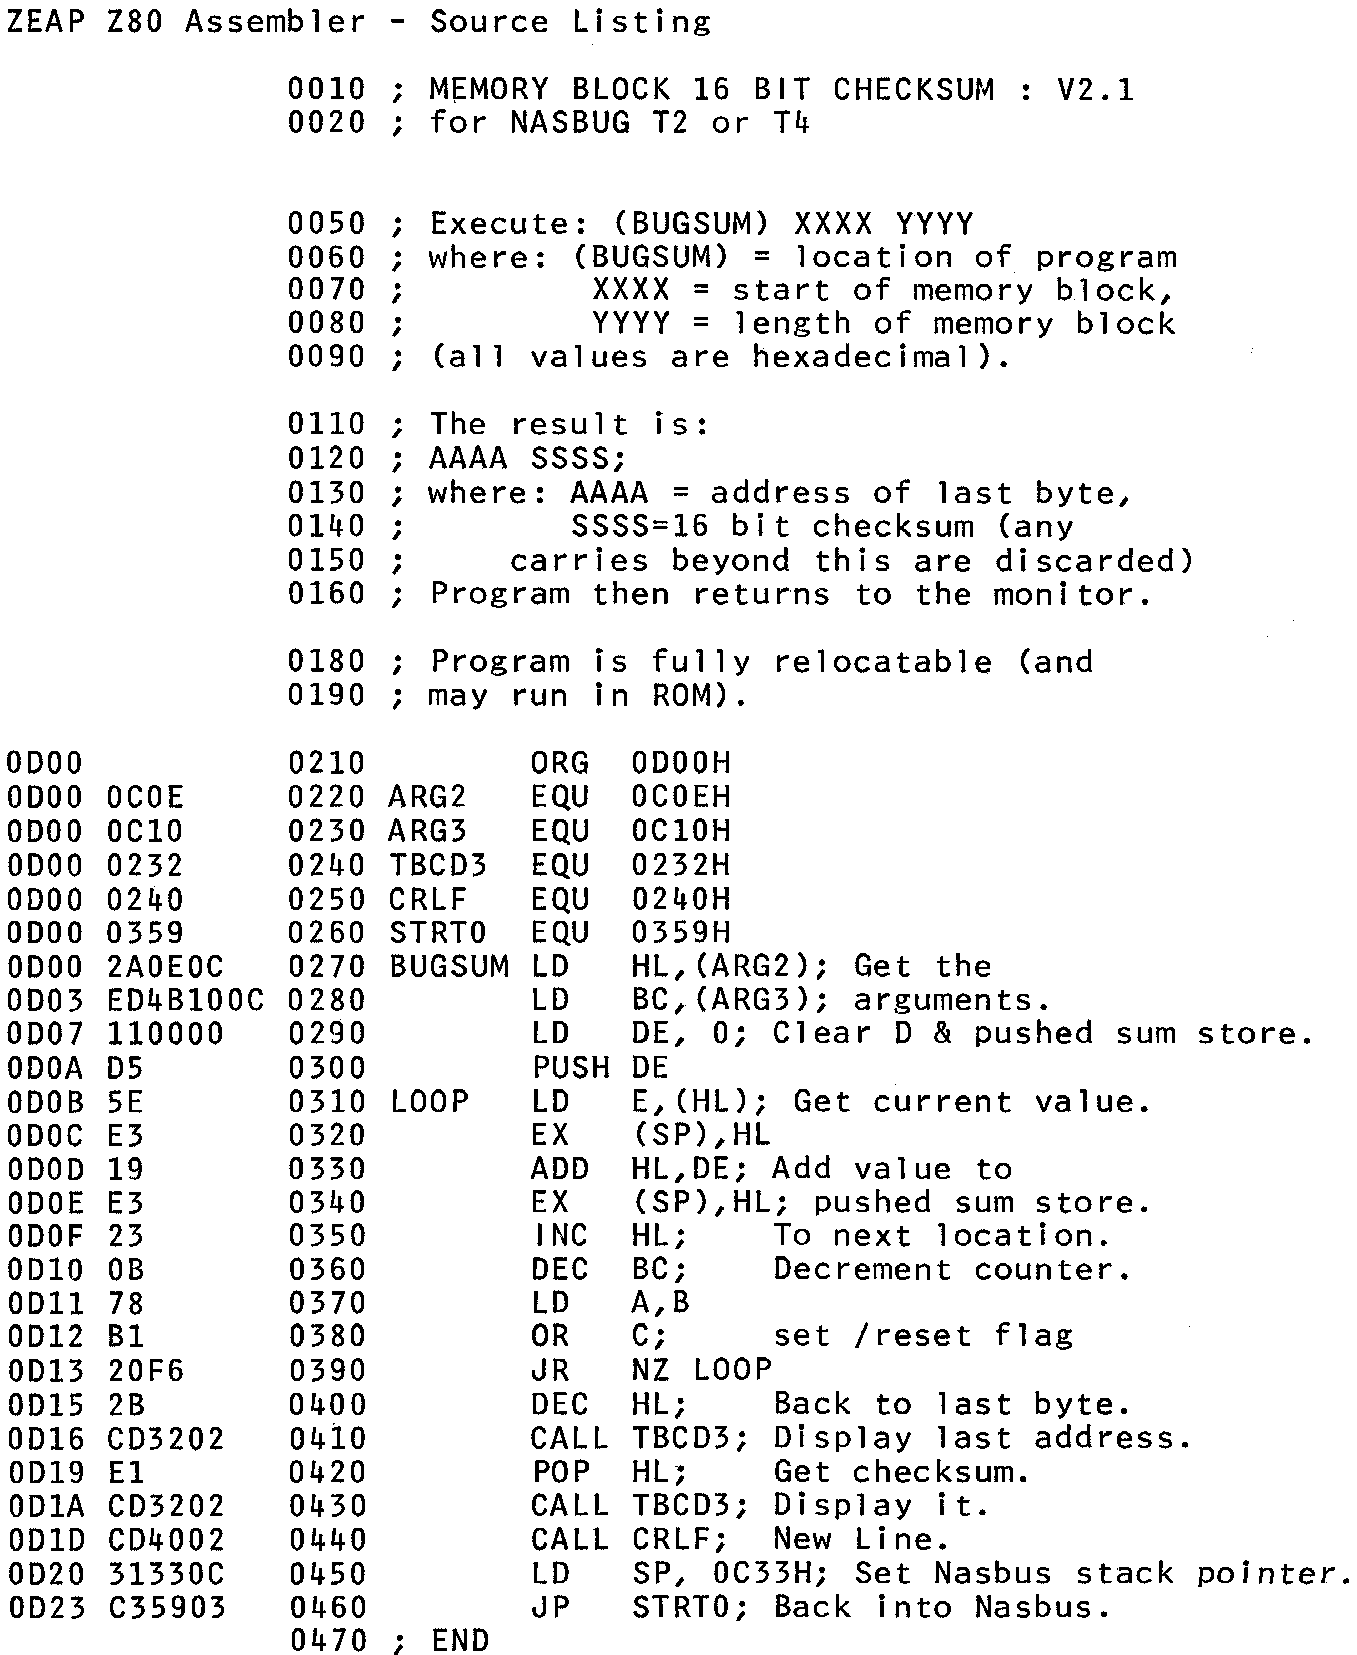 ZEAP Z80 Assembler - Source Listing
0010 ; MEMORY BLOCK 16 BIT CHECKSUM : V2.1
0020 ; for NASBUG T2 or T4
0050 ; Execute: (BUGSUM) XXXX YYYY
0060 ; where: (BUGSUM) = location of program
0070 ;         XXXX = start of memory block,
0080 ;         YYYY = length of memory block
0090 ; (all values are hexadecimal).
0110 ; The result is:
0120 ; AAAA SSSS;
0130 ; where: AAAA = address of last byte,
0140 ;        SSSS=16 bit checksum (any
0150 ;     carries beyond this are discarded)
0160 ; Program then returns to the monitor.
0180 ; Program is fully relocatable (and
0190 ; may run in ROM).
0D00          0210        ORG  0D00H
0D00 0C0E     0220 ARG2   EQU  0C0EH
0D00 0C10     0230 ARG3   EQU  0C10H
0D00 0232     0240 TBCD3  EQU  0232H
0D00 0240     0250 CRLF   EQU  0240H
0D00 0359     0260 STRT0  EQU  0359H
0D00 2A0E0C   0270 BUGSUM LD   HL,(ARG2); Get the
0D03 ED4B100C 0280        LD   BC,(ARG3); arguments.
0D07 110000   0290        LD   DE, 0; Clear D & pushed sum store.
0D0A D5       0300        PUSH DE
0D0B 5E       0310 LOOP   LD   E,(HL); Get current value.
0D0C E3       0320        EX   (SP),HL
0D0D 19       0330        ADD  HL,DE; Add value to
0D0E E3       0340        EX   (SP),HL; pushed sum store.
0D0F 23       0350        INC  HL;    To next location.
0D10 0B       0360        DEC  BC;    Decrement counter.
0D11 78       0370        LD   A,B
0D12 B1       0380        OR   C;     set /reset flag
0D13 20F6     0390        JR   NZ LOOP
0D15 2B       0400        DEC  HL;    Back to last byte.
0D16 CD3202   0410        CALL TBCD3; Display last address.
0D19 E1       0420        POP  HL;    Get checksum.
0D1A CD3202   0430        CALL TBCD3; Display it.
0D1D CD4002   0440        CALL CRLF;  New Line.
0D20 31330C   0450        LD   SP, 0C33H; Set Nasbus stack pointer.
0D23 C35903   0460        JP   STRT0; Back into Nasbus.
0470 ; END